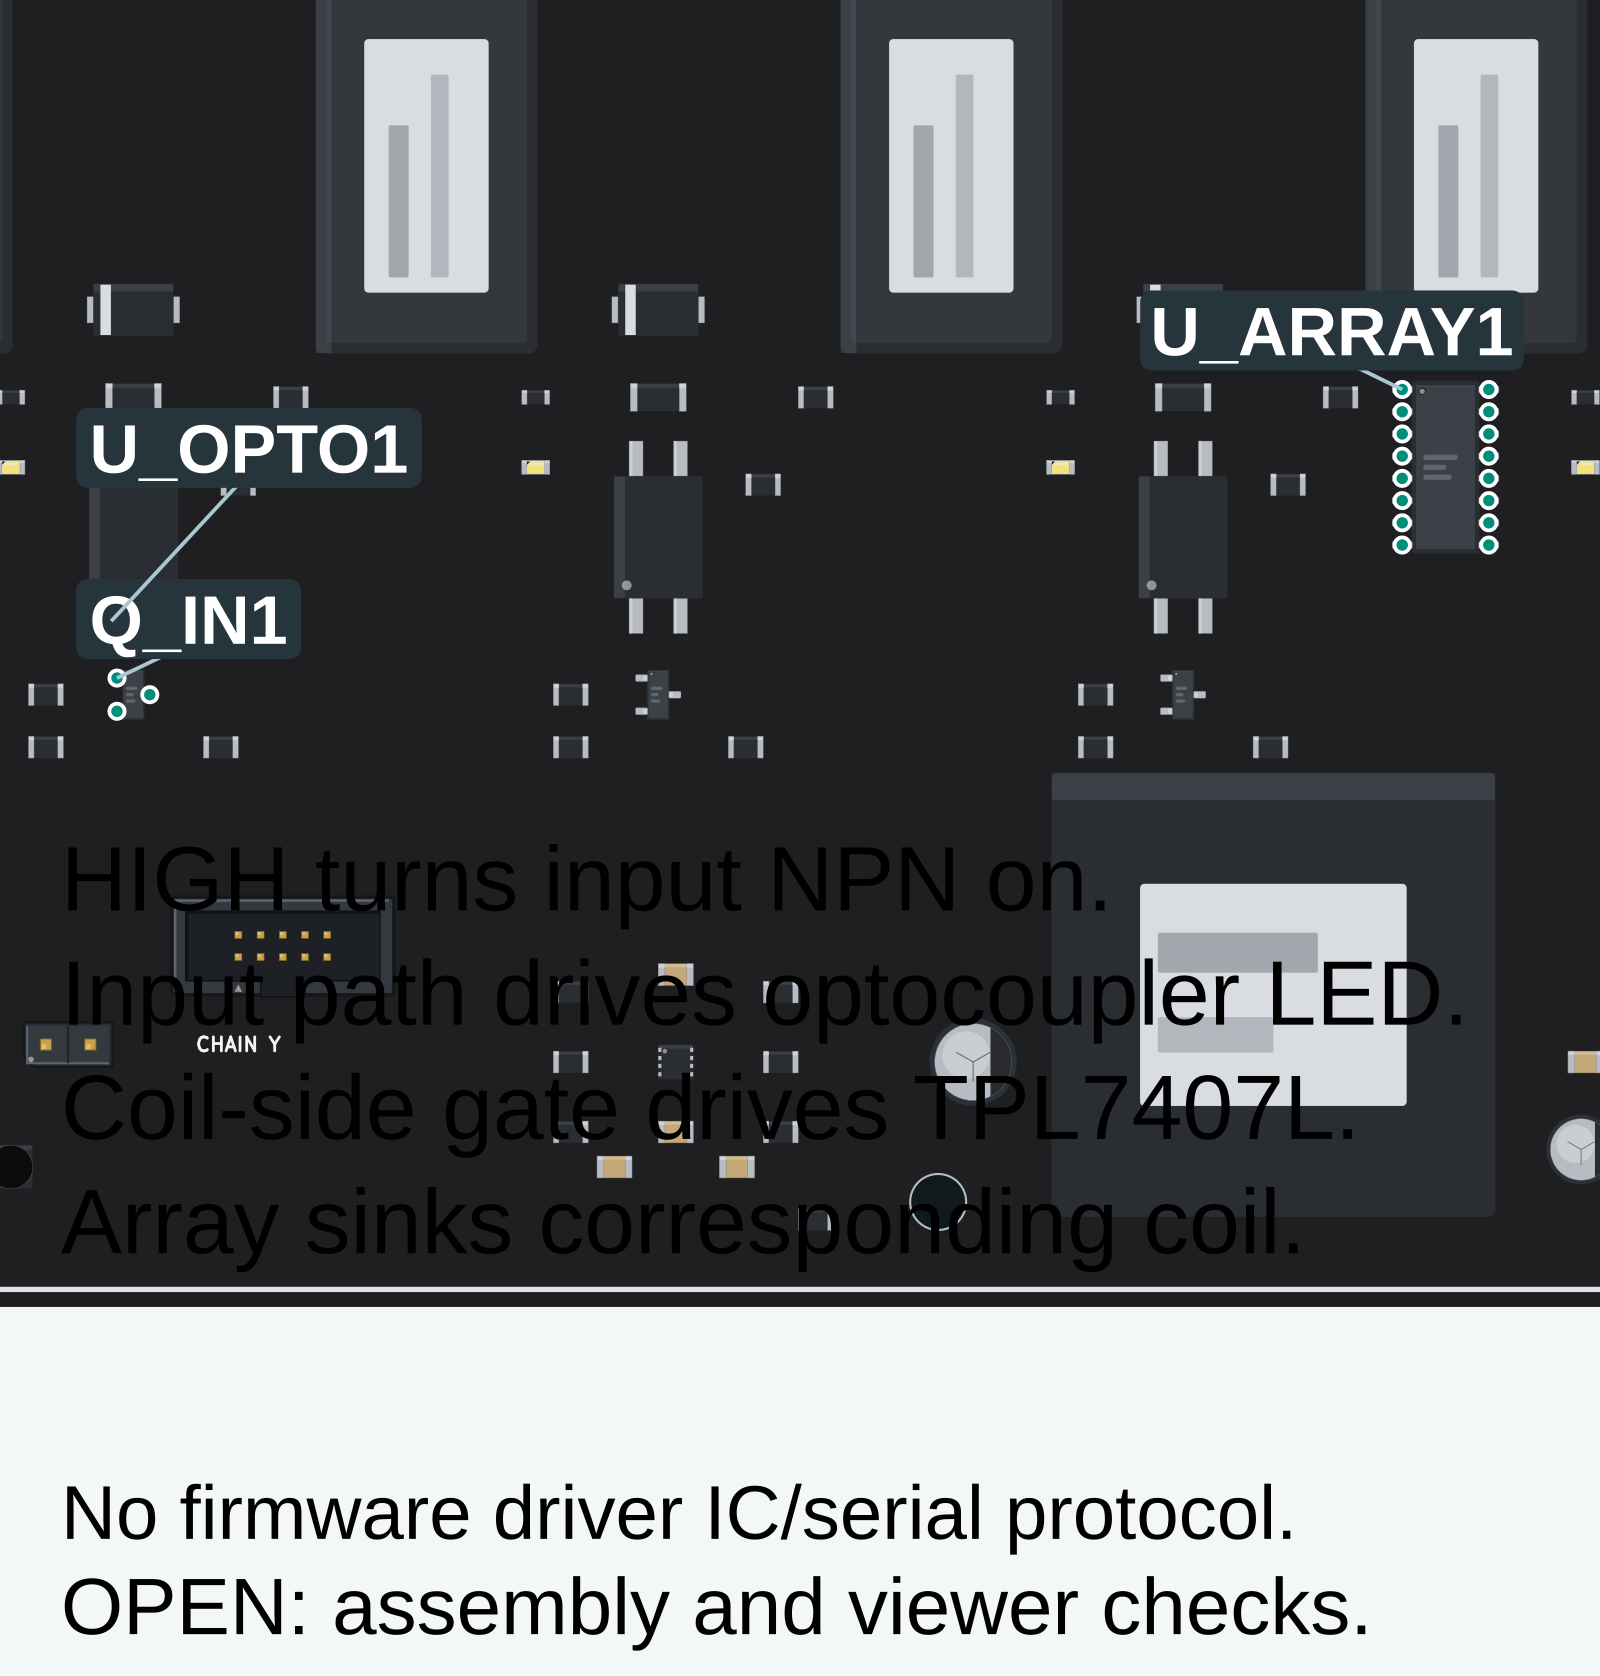 U_ARRAY1
U_OPTO1
Q_IN1
HIGH turns input NPN on.
Input path drives optocoupler LED.
CHAIN Y
Coil-side gate drives TPL7407L.
Array sinks corresponding coil.
No firmware driver IC/serial protocol.
OPEN: assembly and viewer checks.